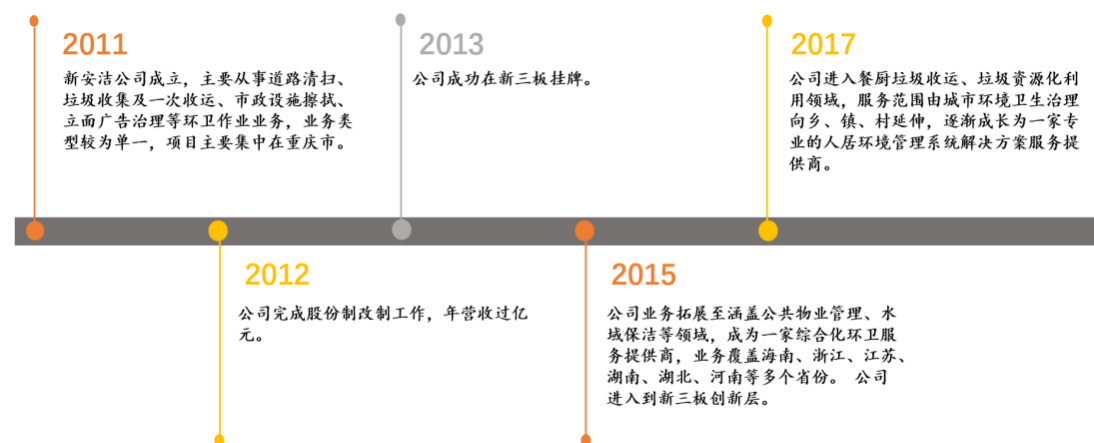 2011
新安洁公司成立，主要从事道路清扫、
垃圾收集及一次收运、市政设施擦拭、
立面广告治理等环卫作业业务，业务类
型较为单一，项目主要集中在重庆市。
2012
公司完成股份制改制工作，年营收过亿
元。
2013
公司成功在新三板挂牌。
2015
公司业务拓展至涵盖公共物业管理、水
域保洁等领域，成为一家综合化环卫服
务提供商，业务覆盖海南、浙江、江苏、
湖南、湖北、河南等多个省份。 公司
进入到新三板创新层。
2017
公司进入餐厨垃圾收运、垃圾资源化利
用领域，服务范围由城市环境卫生治理
向乡、镇、村延伸，逐渐成长为一家专
业的人居环境管理系统解决方案服务提
供商。